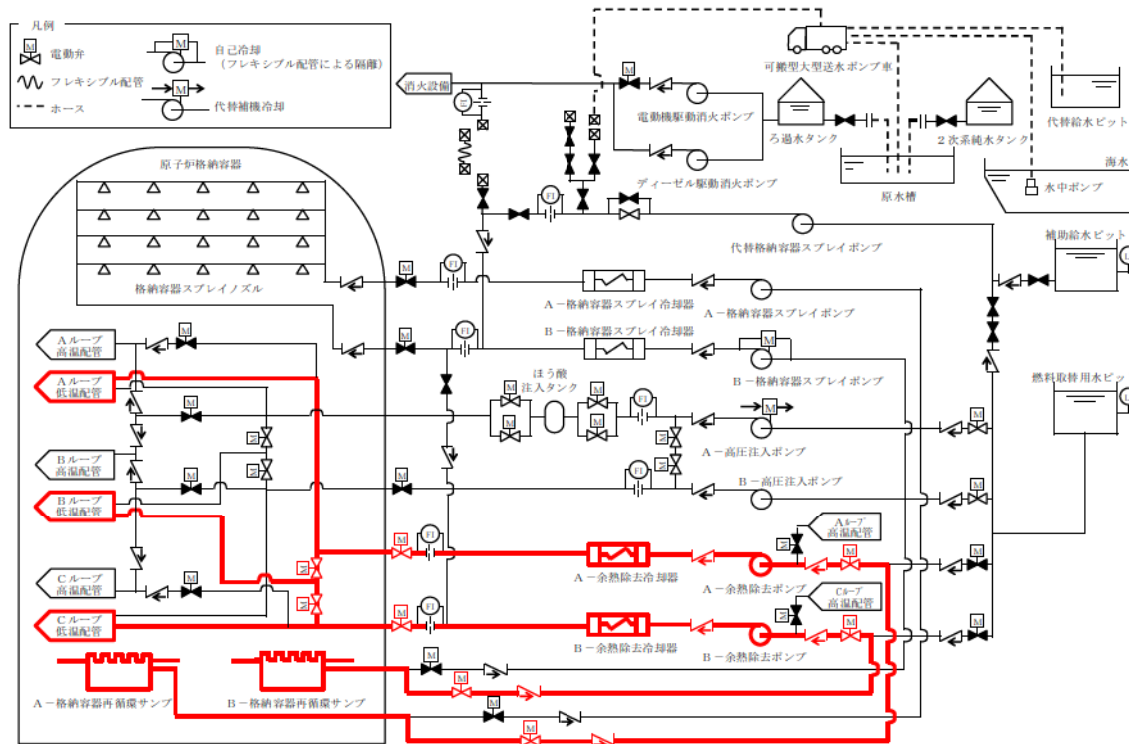 凡例
M
電動弁
フレキシブル配管
ホース
M
自己冷却
(フレキシブル配管による隔離)
M
代替補機冷却
可搬型大型送水ポンプ車
消火設備
M
FI
電動機駆動消火ポンプ
ろ過水タンク
2次系純水タンク
代替給水ピット
海水
水中ポンプ
原水槽
ディーゼル駆動消火ポンプ
原子炉格納容器
FI
代替格納容器スプレイポンプ
補助給水ピット
L
格納容器スプレイノズル
M
FI
A-格納容器スプレイ冷却器
A-格納容器スプレイポンプ
B-格納容器スプレイ冷却器
M
FI
M
B-格納容器スプレイポンプ
Aループ
高温配管
M
Aループ
低温配管
ほう酸
注入タンク
燃料取替用水ピッ
L
M
M
M
M
M
FI
M
A-高圧注入ポンプ
M
M
M
M
M
Bループ
高温配管
M
M
FI
B-高圧注入ポンプ
M
Bループ
低温配管
M
FI
A-余熱除去冷却器
A-余熱除去ポンプ
M
Aループ
高温配管
M
M
M
Cループ
高温配管
M
M
Cループ
低温配管
M
FI
B-余熱除去冷却器
B-余熱除去ポンプ
M
Cループ
高温配管
M
M
M
M
A-格納容器再循環サンプ
B-格納容器再循環サンプ
M
M